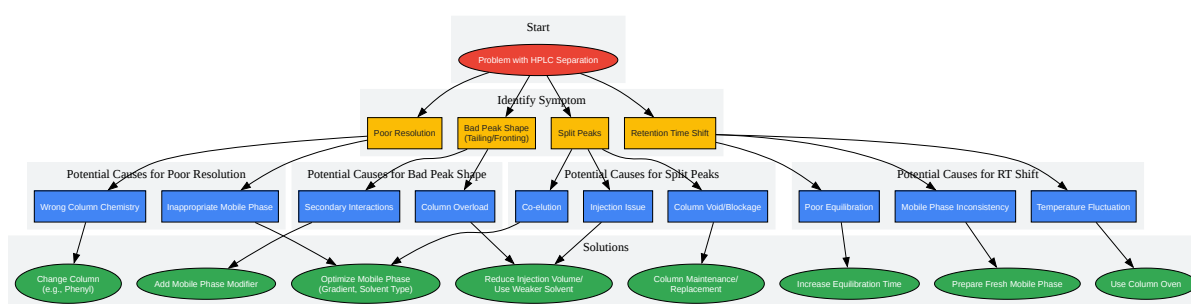 Start
Problem with HPLC Separation
Identify Symptom
Poor Resolution
Bad Peak Shape
(Tailing/Fronting)
Split Peaks
Retention Time Shift
Potential Causes for Poor Resolution
Potential Causes for Bad Peak Shape
Potential Causes for Split Peaks
Potential Causes for RT Shift
Wrong Column Chemistry
Inappropriate Mobile Phase
Secondary Interactions
Column Overload
Co-elution
Injection Issue
Column Void/Blockage
Poor Equilibration
Mobile Phase Inconsistency
Temperature Fluctuation
Solutions
Change Column
(e.g., Phenyl)
Add Mobile Phase Modifier
Optimize Mobile Phase
(Gradient, Solvent Type)
Reduce Injection Volume/
Use Weaker Solvent
Column Maintenance/
Replacement
Increase Equilibration Time
Prepare Fresh Mobile Phase
Use Column Oven